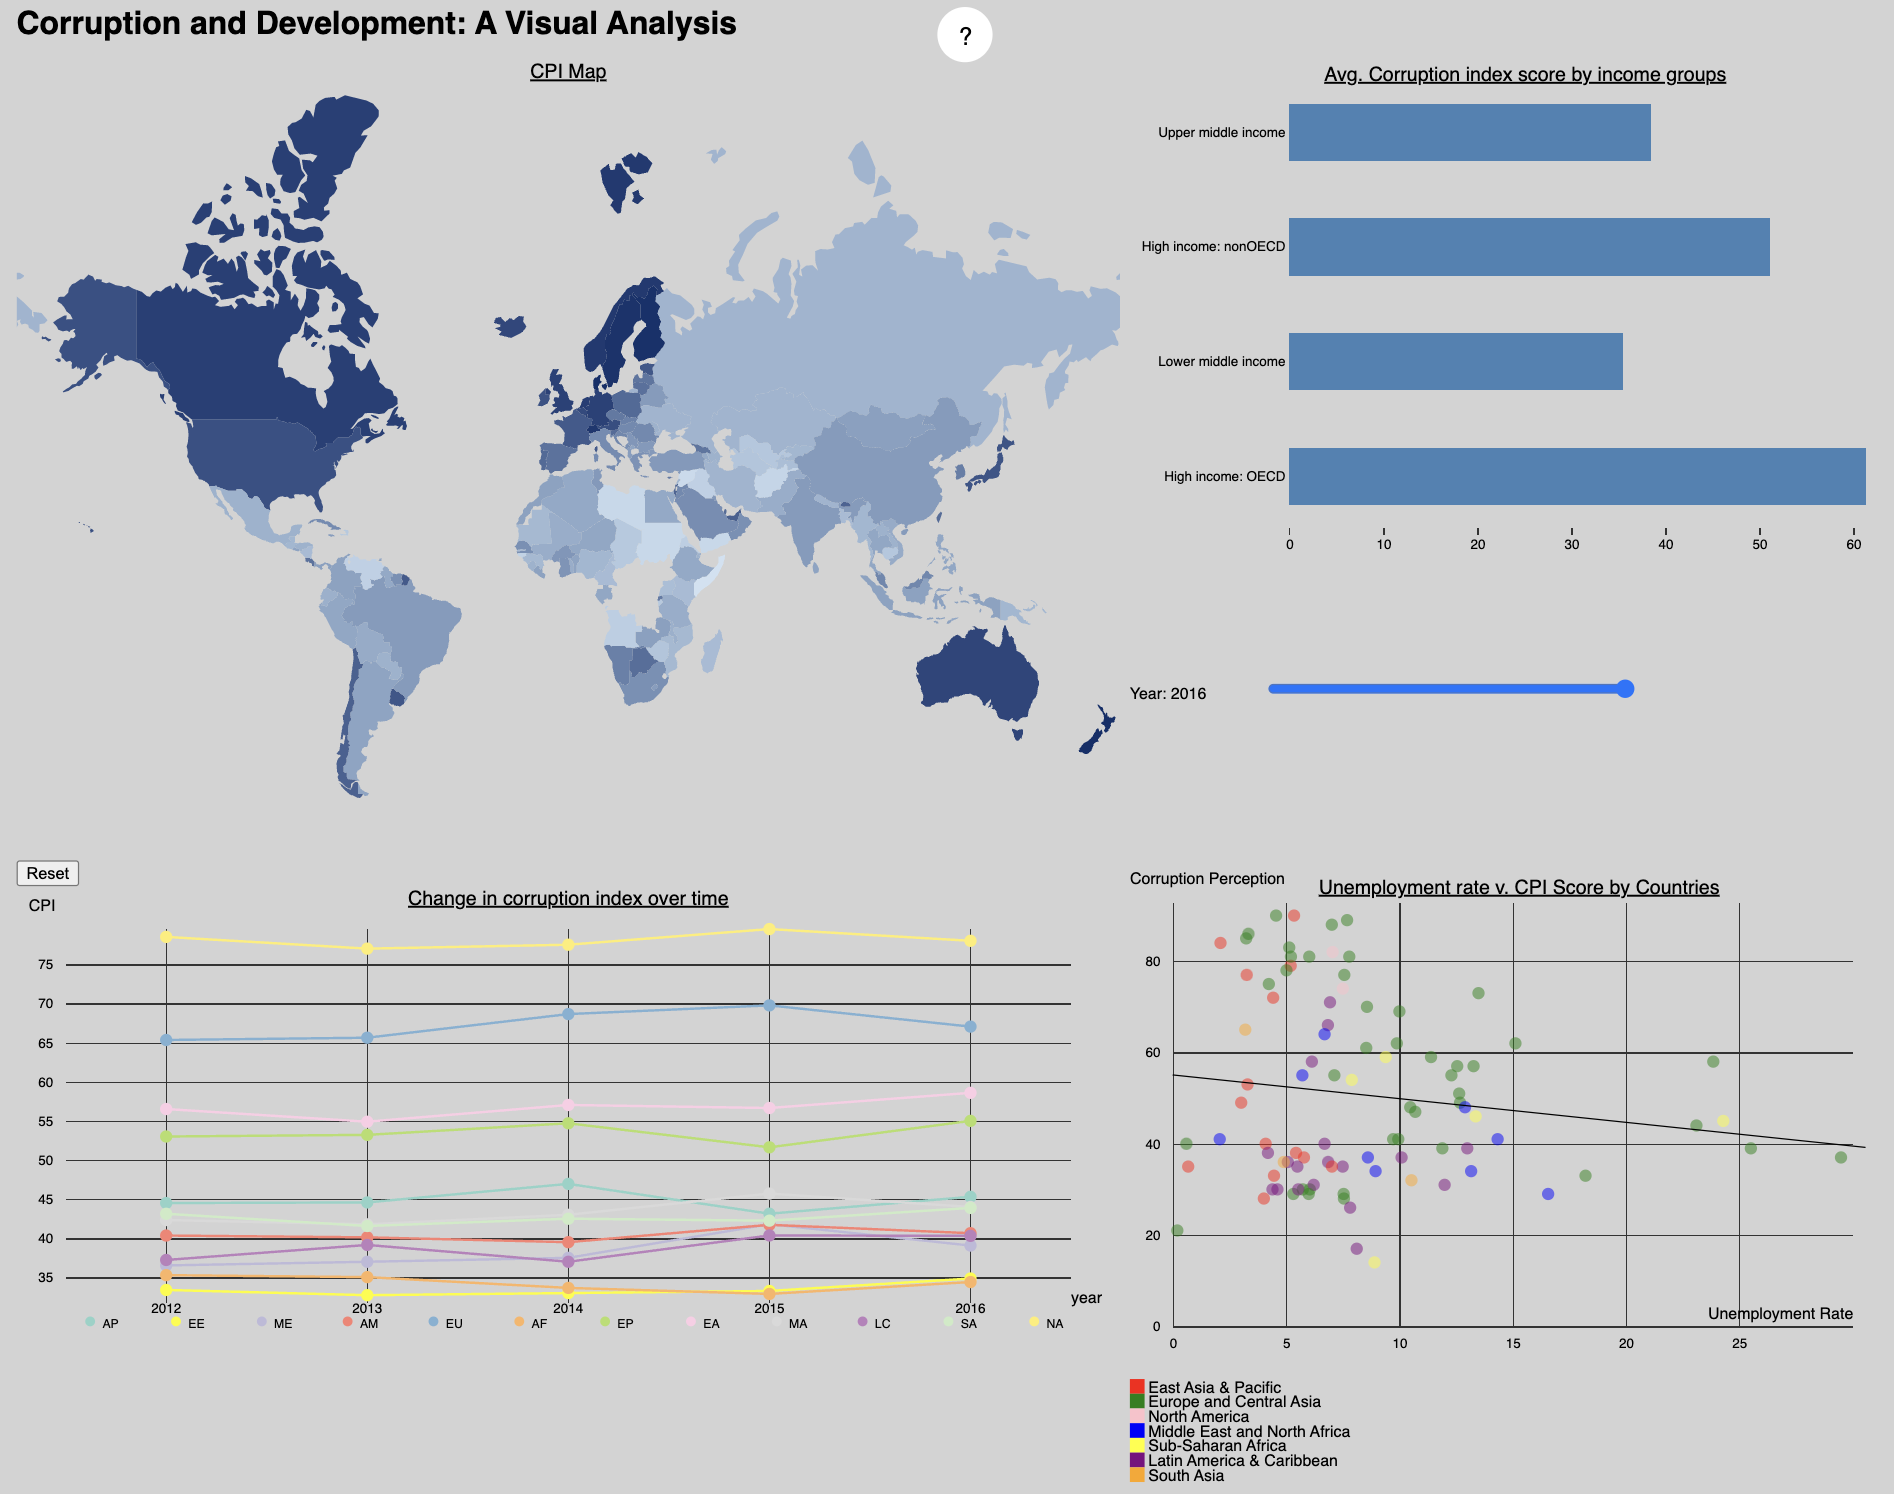 Corruption and Development: A Visual Analysis
?
CPI Map
Avg. Corruption index score by income groups
Upper middle income
High income: nonOECD
Lower middle income
High income: OECD
0 10 20 30 40 50 60
Year: 2016
Reset
CPI
Change in corruption index over time
75
70
65
60
55
50
45
40
35
2012 2013 2014 2015 2016
year
AP EE ME AM EU AF EP EA MA LC SA NA
Corruption Perception
Unemployment rate v. CPI Score by Countries
80
60
40
20
0
Unemployment Rate
0 5 10 15 20 25
East Asia & Pacific
Europe and Central Asia
North America
Middle East and North Africa
Sub-Saharan Africa
Latin America & Caribbean
South Asia